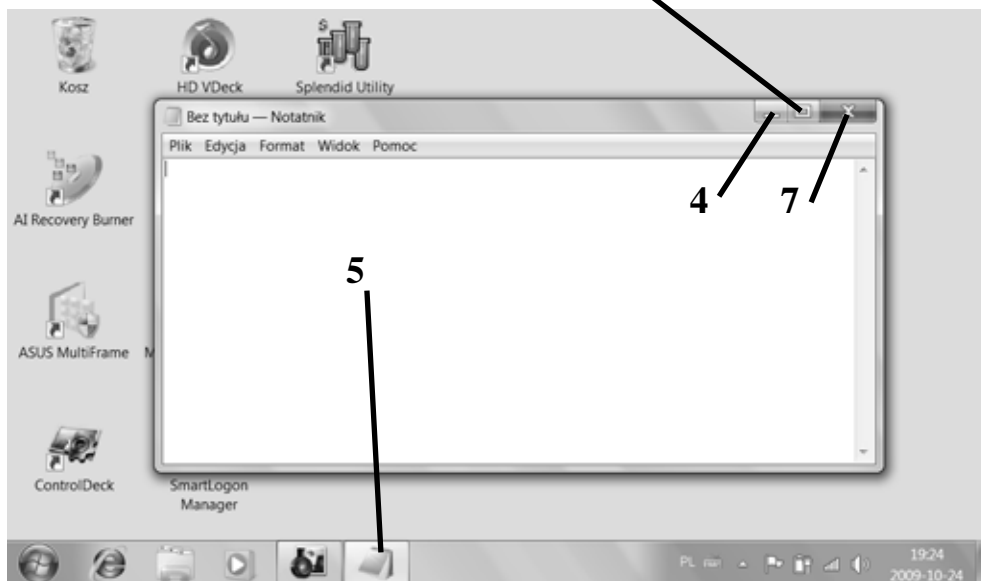 Kosz
HD VDeck
Splendid Utility
Bez tytułu — Notatnik
Plik Edycja Format Widok Pomoc
4
7
AI Recovery Burner
5
ASUS MultiFrame
M
ControlDeck
SmartLogon
Manager
PL
19:24
2009-10-24